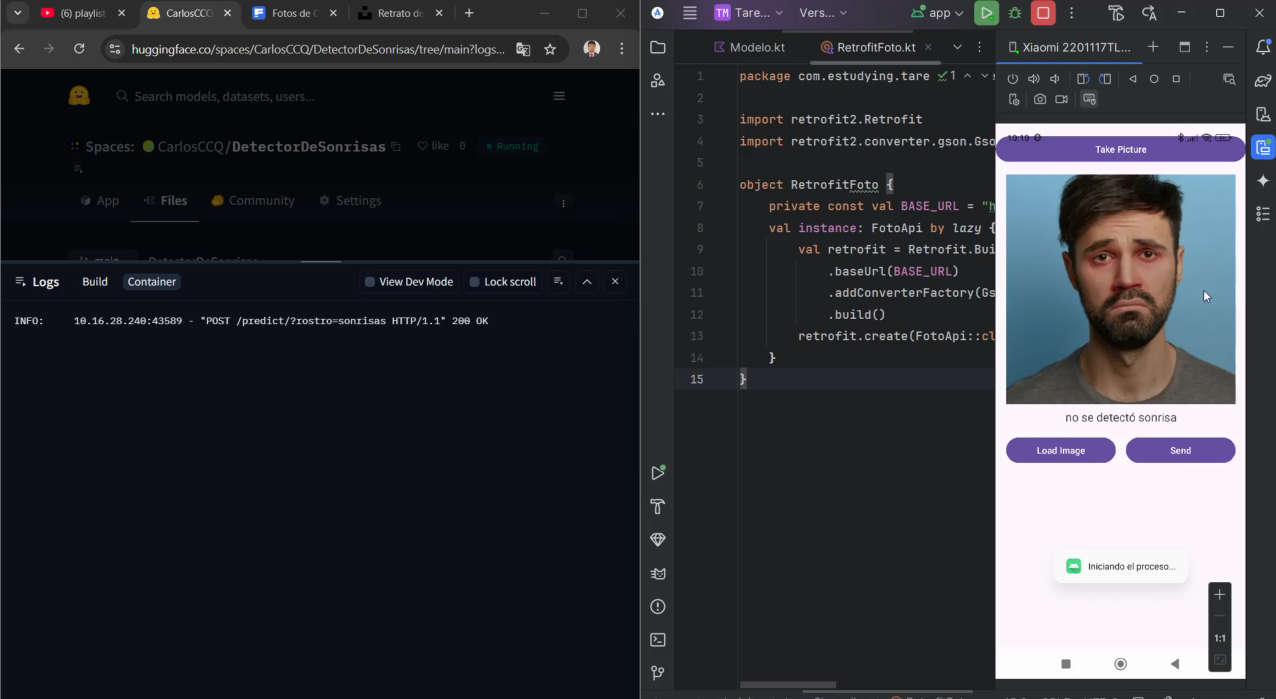 (6) playlist
CarlosCCQ
Fotos de C
Retrato de
huggingface.co/spaces/CarlosCCQ/DetectorDeSonrisas/tree/main?logs...
Search models, datasets, users...
Spaces: CarlosCCQ/DetectorDeSonrisas like 0 Running
App Files Community Settings
main DetectorDeSonrisas
Logs Build Container View Dev Mode Lock scroll
INFO: 10.16.28.240:43589 - "POST /predict/?rostro=sonrisas HTTP/1.1" 200 OK
TM Tare... Vers... app
Modelo.kt RetrofitFoto.kt
1 package com.estudying.tare 1
2
3 import retrofit2.Retrofit
4 import retrofit2.converter.gson.Gso
5
6 object RetrofitFoto {
7 private const val BASE_URL = "h
8 val instance: FotoApi by lazy {
9 val retrofit = Retrofit.Bui
10 .baseUrl(BASE_URL)
11 .addConverterFactory(Gs
12 .build()
13 retrofit.create(FotoApi::cl
14 }
15 }
Xiaomi 2201117TL...
19:10
Take Picture
no se detectó sonrisa
Load Image Send
Iniciando el proceso...
1:1